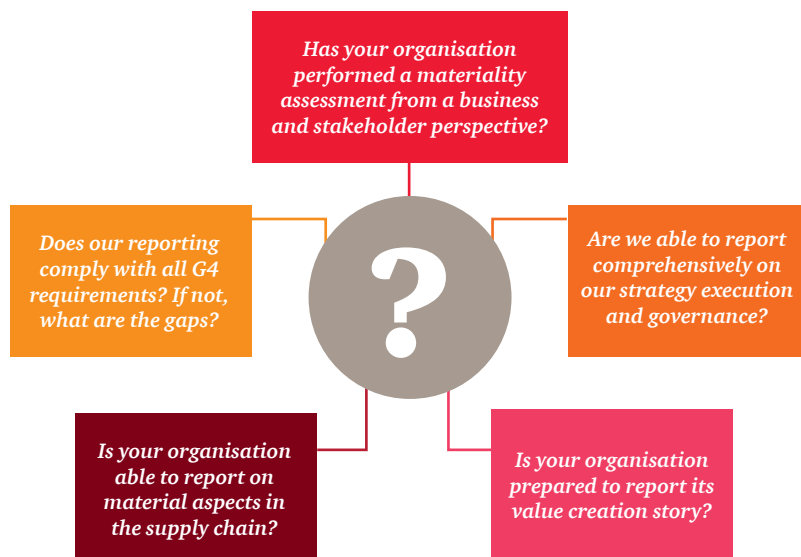 Has your organisation
performed a materiality
assessment from a business
and stakeholder perspective?
Does our reporting
comply with all G4
requirements? If not,
what are the gaps?
?
Are we able to report
comprehensively on
our strategy execution
and governance?
Is your organisation
able to report on
material aspects in
the supply chain?
Is your organisation
prepared to report its
value creation story?